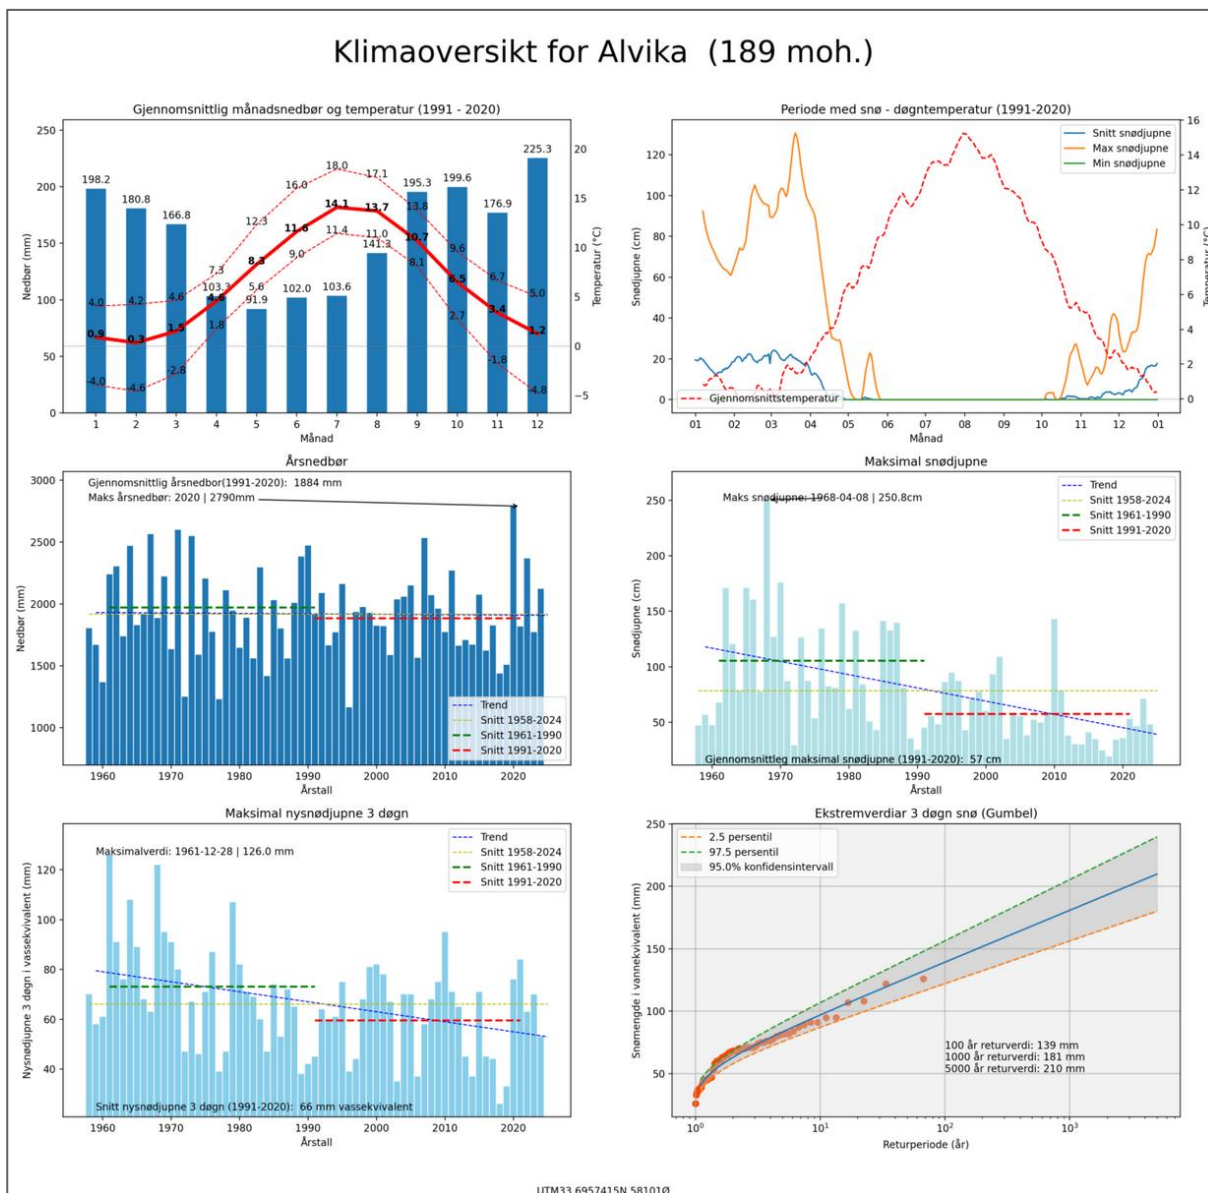 Klimaoversikt for Alvika (189 moh.)
Gjennomsnittlig månadsnedbør og temperatur (1991 - 2020)
Nedbør (mm)
250
200
150
100
50
0
198.2
180.8
166.8
103.3
91.9
102.0
103.6
141.3
195.3
199.6
176.9
225.3
4.0
4.2
4.6
7.3
12.3
16.0
18.0
17.1
13.8
9.6
6.7
5.0
0.9
0.3
1.5
4.6
8.3
11.6
14.1
13.7
10.7
6.5
3.4
1.2
-4.0
-4.6
-2.8
1.8
5.6
9.0
11.4
11.0
8.1
2.7
-1.8
-4.8
20
15
10
5
0
−5
Temperatur (°C)
1 2 3 4 5 6 7 8 9 10 11 12
Månad
Periode med snø - døgntemperatur (1991-2020)
Snødjupne (cm)
120
100
80
60
40
20
0
Snitt snødjupne
Max snødjupne
Min snødjupne
Gjennomsnittstemperatur
16
14
12
10
8
6
4
2
0
Temperatur (°C)
01 02 03 04 05 06 07 08 09 10 11 12 01
Månad
Årsnedbør
Gjennomsnittlig årsnedbor(1991-2020): 1884 mm
Maks årsnedbør: 2020 | 2790mm
Nedbør (mm)
3000
2500
2000
1500
1000
Trend
Snitt 1958-2024
Snitt 1961-1990
Snitt 1991-2020
1960 1970 1980 1990 2000 2010 2020
Årstall
Maksimal snødjupne
Maks snødjupne: 1968-04-08 | 250.8cm
Trend
Snitt 1958-2024
Snitt 1961-1990
Snitt 1991-2020
Snødjupne (cm)
250
200
150
100
50
Gjennomsnittleg maksimal snødjupne (1991-2020): 57 cm
1960 1970 1980 1990 2000 2010 2020
Årstall
Maksimal nysnødjupne 3 døgn
Maksimalverdi: 1961-12-28 | 126.0 mm
Trend
Snitt 1958-2024
Snitt 1961-1990
Snitt 1991-2020
Nysnødjupne 3 døgn i vassekvivalent (mm)
120
100
80
60
40
Snitt nysnødjupne 3 døgn (1991-2020): 66 mm vassekvivalent
1960 1970 1980 1990 2000 2010 2020
Årstall
Ekstremverdiar 3 døgn snø (Gumbel)
2.5 persentil
97.5 persentil
95.0% konfidensintervall
Snømengde i vannekvivalent (mm)
250
200
150
100
50
100 år returverdi: 139 mm
1000 år returverdi: 181 mm
5000 år returverdi: 210 mm
10⁰ 10¹ 10² 10³
Returperiode (år)
UTM33 6957415N 58101Ø